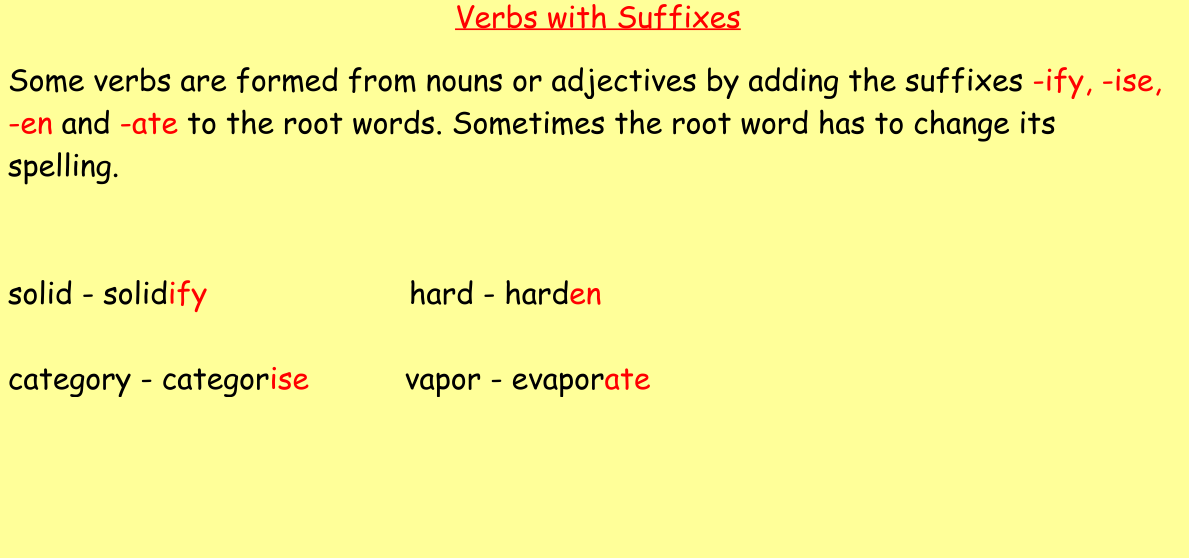 Verbs with Suffixes
Some verbs are formed from nouns or adjectives by adding the suffixes -ify, -ise,
-en and -ate to the root words. Sometimes the root word has to change its
spelling.
solid - solidify hard - harden
category - categorise vapor - evaporate